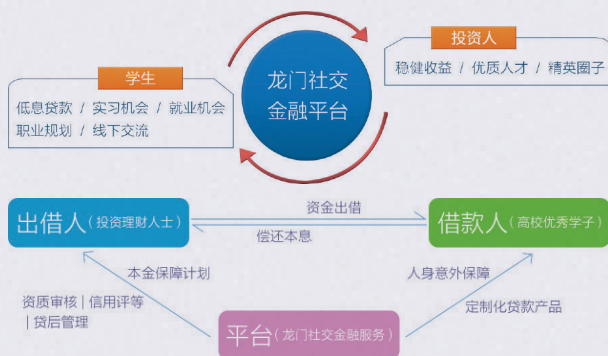 投资人
稳健收益 / 优质人才 / 精英圈子
龙门社交
金融平台
学生
低息贷款 / 实习机会 / 就业机会
职业规划 / 线下交流
出借人(投资理财人士)
资金出借
偿还本息
借款人(高校优秀学子)
本金保障计划
人身意外保障
资质审核 | 信用评等
| 贷后管理
定制化贷款产品
平台(龙门社交金融服务)